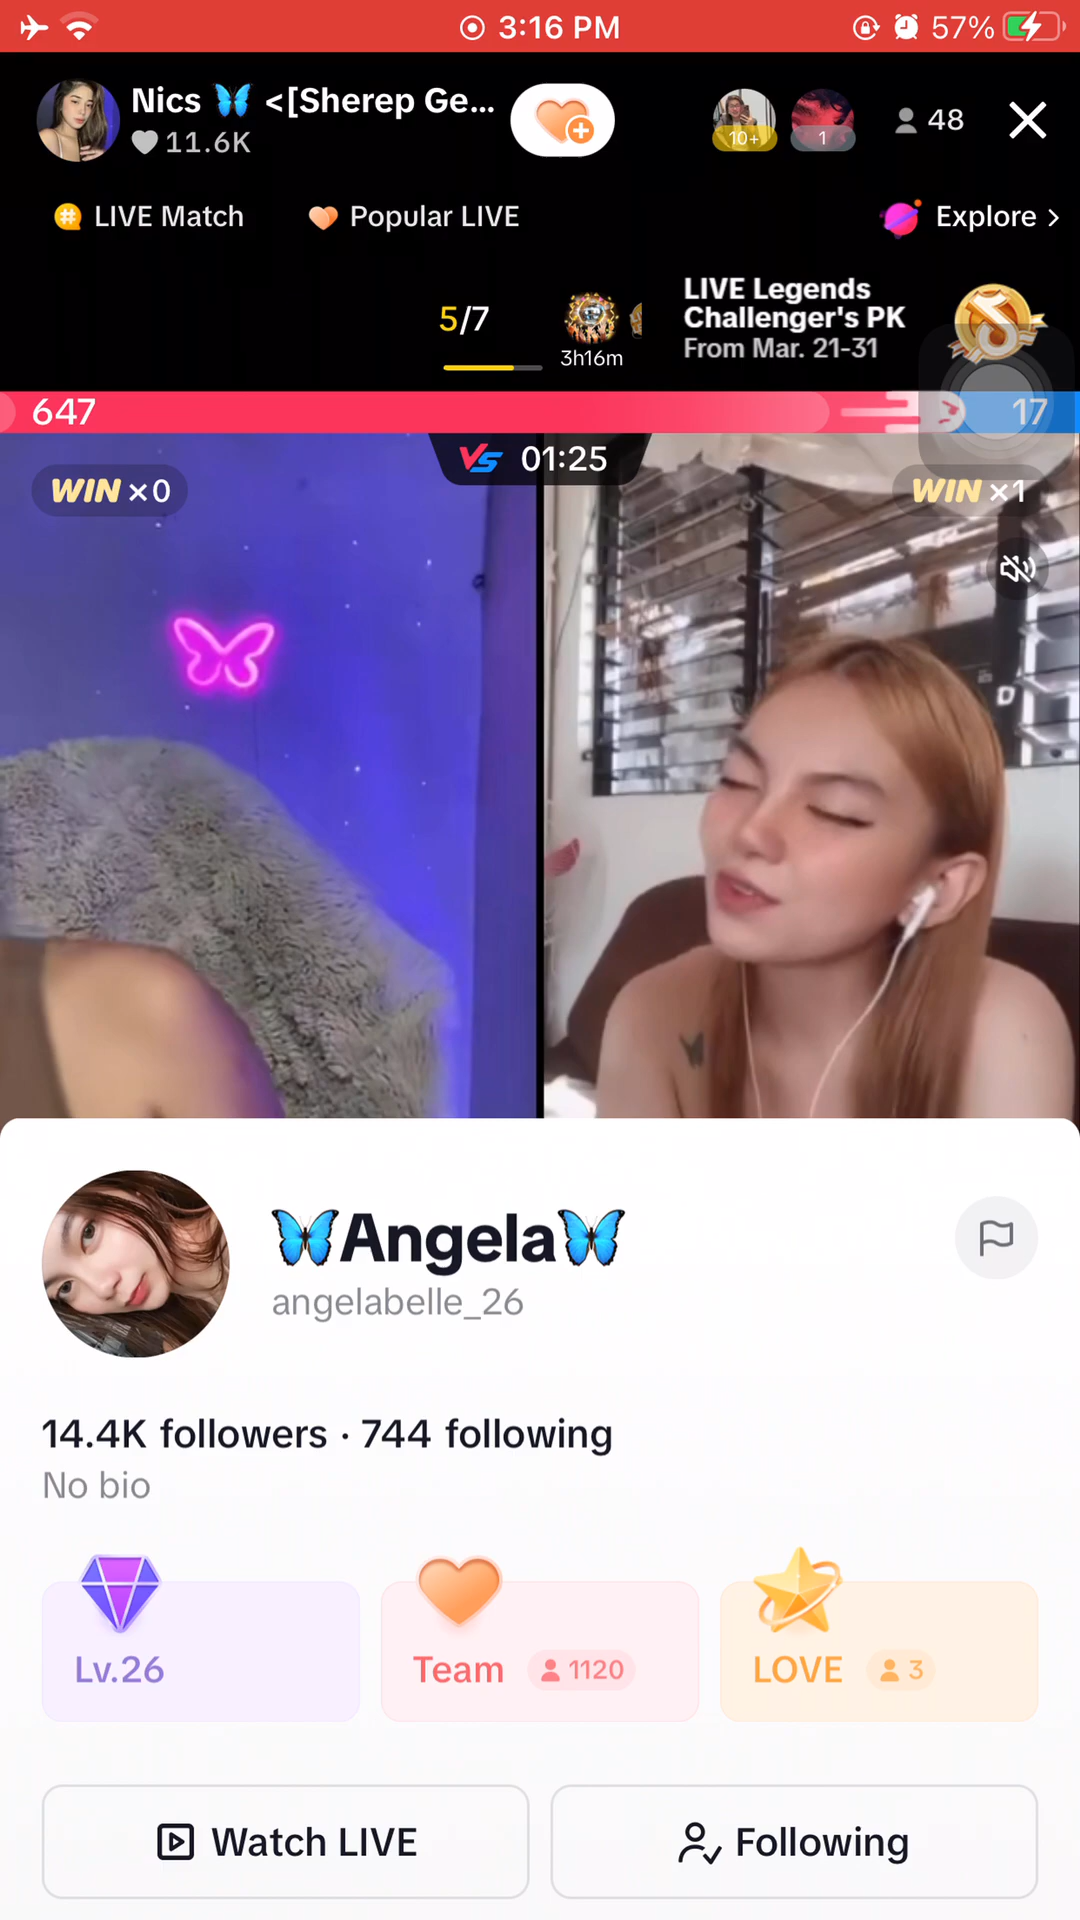 3:16 PM
57%
Nics 🦋 <[Sherep Ge...
11.6K
10+
1
48
LIVE Match
Popular LIVE
Explore >
5/7
3h16m
LIVE Legends
Challenger's PK
From Mar. 21-31
647
17
VS 01:25
WIN ×0
WIN ×1
🦋Angela🦋
angelabelle_26
14.4K followers · 744 following
No bio
Lv.26
Team 1120
LOVE 3
Watch LIVE
Following